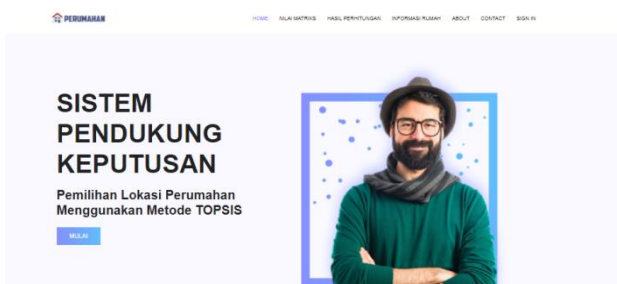 PERUMAHAN
HOME NILAI MATRIKS HASIL PERHITUNGAN INFORMASI RUMAH ABOUT CONTACT SIGN IN
SISTEM
PENDUKUNG
KEPUTUSAN
Pemilihan Lokasi Perumahan
Menggunakan Metode TOPSIS
MULAI